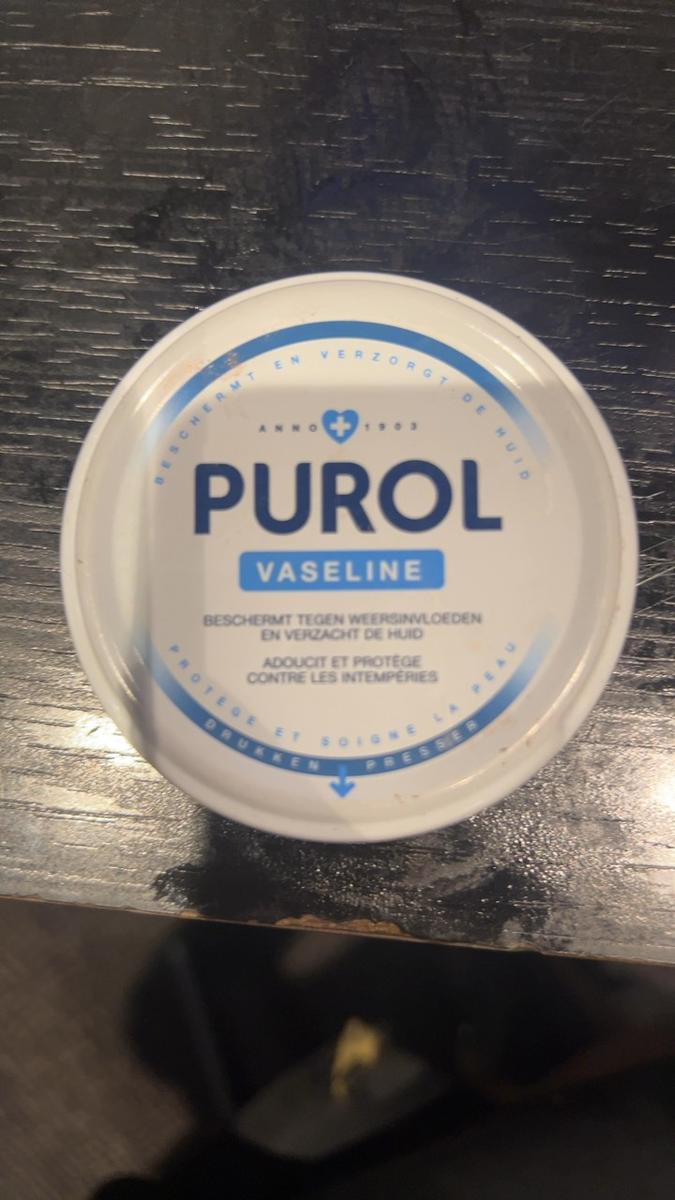 BESCHERMT EN VERZORGT DE HUID
ANNO 1903
PUROL
VASELINE
BESCHERMT TEGEN WEERSINVLOEDEN
EN VERZACHT DE HUID
ADOUCIT ET PROTÈGE
CONTRE LES INTEMPÉRIES
PROTÈGE ET SOIGNE LA PEAU
DRUKKEN PRESSER